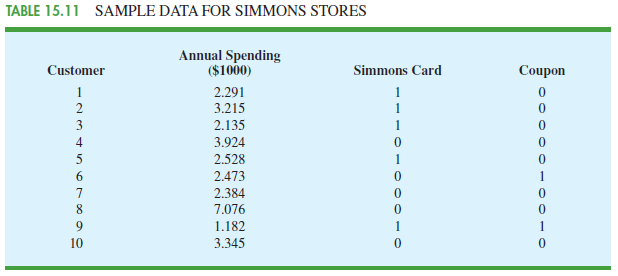 TABLE 15.11 SAMPLE DATA FOR SIMMONS STORES
Annual Spending
Customer ($1000) Simmons Card Coupon
1 2.291 1 0
2 3.215 1 0
3 2.135 1 0
4 3.924 0 0
5 2.528 1 0
6 2.473 0 1
7 2.384 0 0
8 7.076 0 0
9 1.182 1 1
10 3.345 0 0